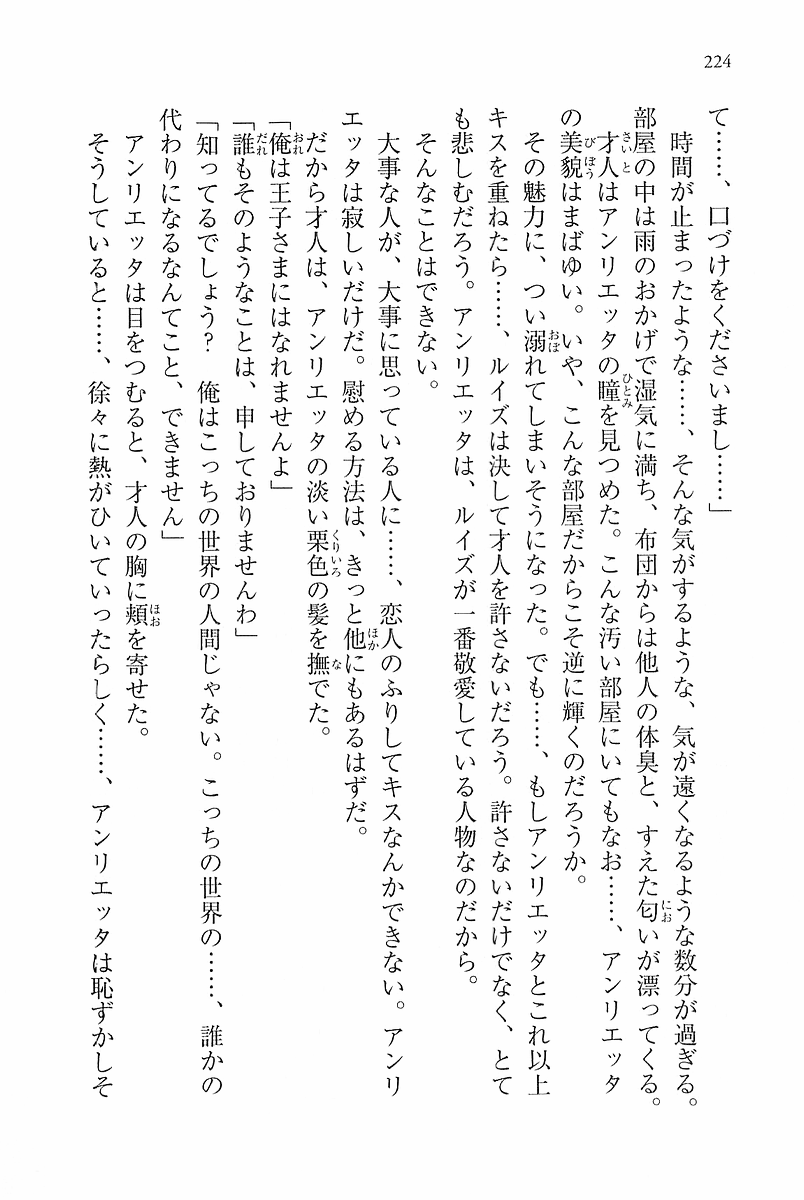 224
て……、口づけをくださいまし……」
　時間が止まったような……、そんな気がするような、気が遠くなるような数分が過ぎる。
部屋の中は雨のおかげで湿気に満ち、布団からは他人の体臭と、すえた匂いが漂ってくる。
　才人はアンリエッタの瞳を見つめた。こんな汚い部屋にいてもなお……、アンリエッタ
の美貌はまばゆい。いや、こんな部屋だからこそ逆に輝くのだろうか。
　その魅力に、つい溺れてしまいそうになった。でも……、もしアンリエッタとこれ以上
キスを重ねたら……、ルイズは決して才人を許さないだろう。許さないだけでなく、とて
も悲しむだろう。アンリエッタは、ルイズが一番敬愛している人物なのだから。
　そんなことはできない。
　大事な人が、大事に思っている人に……、恋人のふりしてキスなんかできない。アンリ
エッタは寂しいだけだ。慰める方法は、きっと他にもあるはずだ。
　だから才人は、アンリエッタの淡い栗色の髪を撫でた。
「俺は王子さまにはなれませんよ」
「誰もそのようなことは、申しておりませんわ」
「知ってるでしょう？　俺はこっちの世界の人間じゃない。こっちの世界の……、誰かの
代わりになるなんてこと、できません」
　アンリエッタは目をつむると、才人の胸に頬を寄せた。
　そうしていると……、徐々に熱がひいていったらしく……、アンリエッタは恥ずかしそ